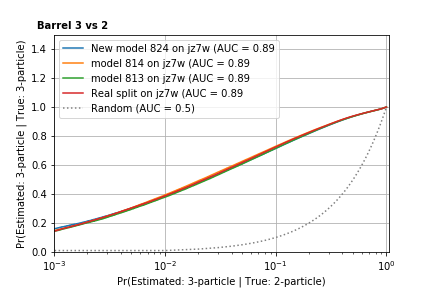 Barrel 3 vs 2
New model 824 on jz7w (AUC = 0.89
model 814 on jz7w (AUC = 0.89
model 813 on jz7w (AUC = 0.89
Real split on jz7w (AUC = 0.89
Random (AUC = 0.5)
Pr(Estimated: 3-particle | True: 3-particle)
1.4
1.2
1.0
0.8
0.6
0.4
0.2
0.0
10⁻³ 10⁻² 10⁻¹ 10⁰
Pr(Estimated: 3-particle | True: 2-particle)